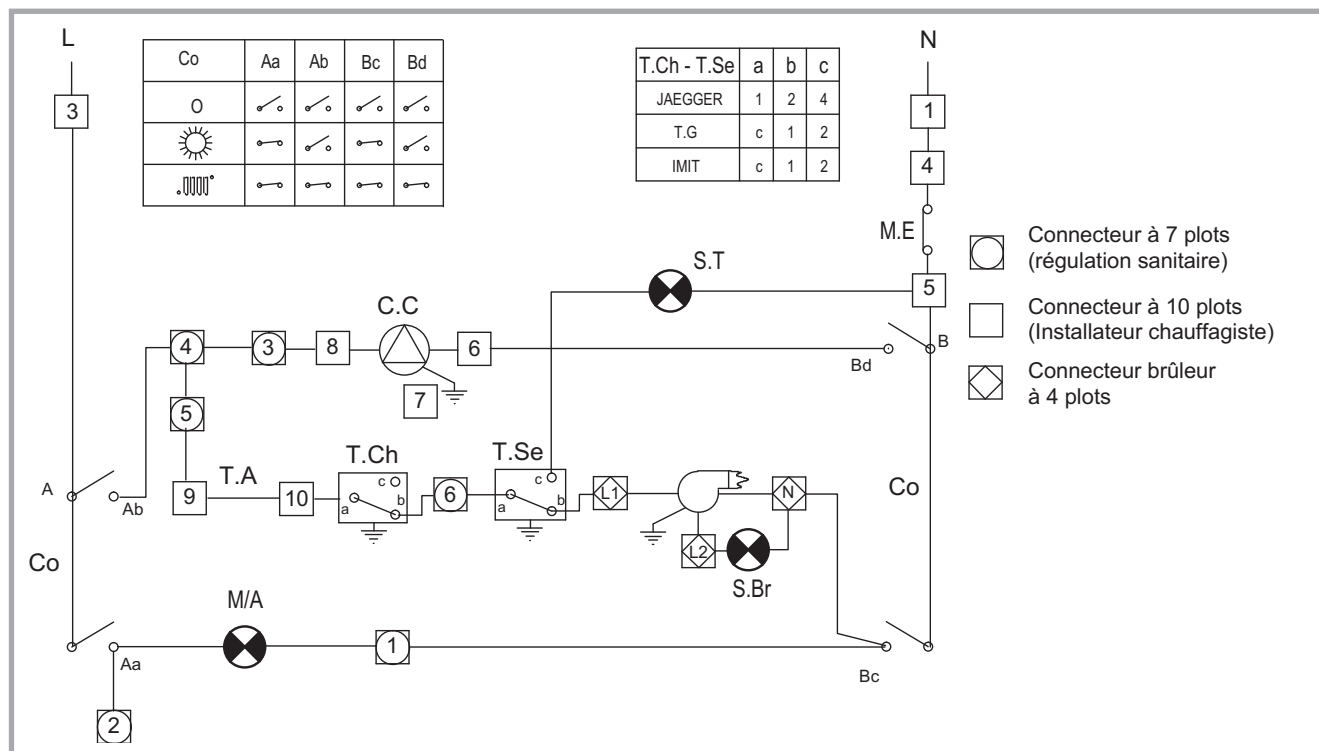 L
N
Co Aa Ab Bc Bd
O
T.Ch - T.Se a b c
JAEGGER 1 2 4
T.G c 1 2
IMIT c 1 2
3
1
4
M.E
Connecteur à 7 plots
(régulation sanitaire)
S.T
5
Connecteur à 10 plots
(Installateur chauffagiste)
C.C
4 3 8 6
Bd B
Connecteur brûleur
à 4 plots
7
5
T.Ch T.Se
T.A
A Ab 9 10 a b c 6 a b c L1 N
Co
L2
Co
S.Br
M/A
1
Aa
Bc
2